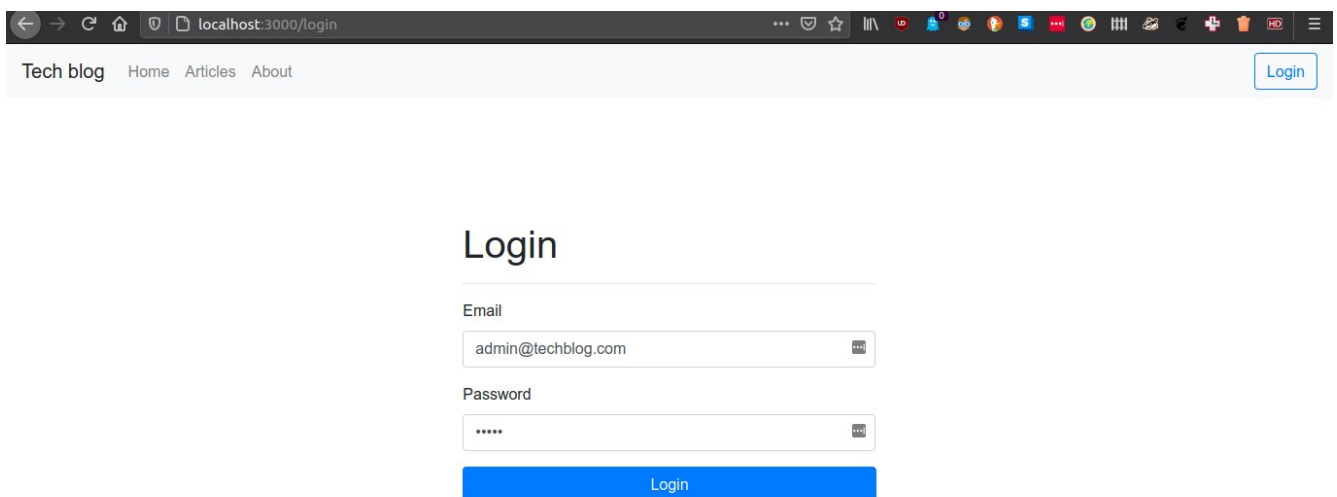 localhost:3000/login
Tech blog Home Articles About Login
Login
Email
admin@techblog.com
Password
•••••
Login